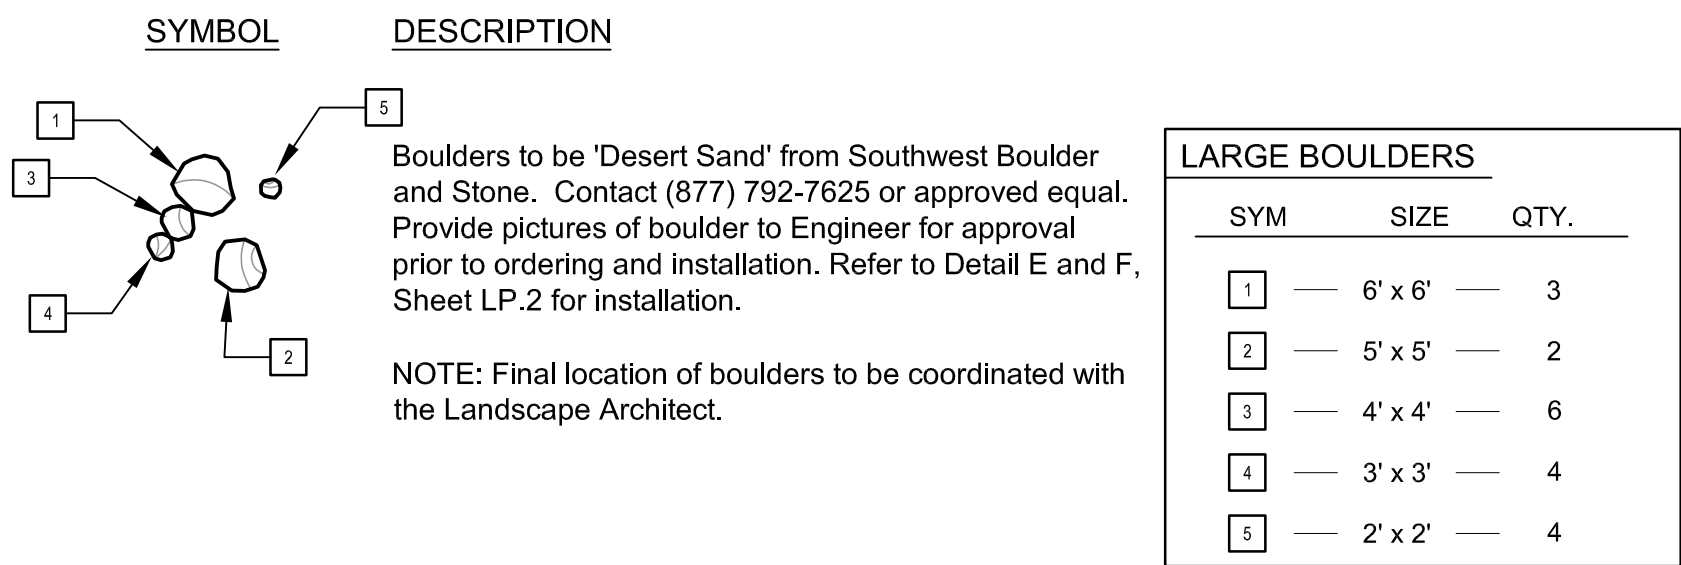 SYMBOL DESCRIPTION
1
5
3
4
2
Boulders to be 'Desert Sand' from Southwest Boulder
and Stone. Contact (877) 792-7625 or approved equal.
Provide pictures of boulder to Engineer for approval
prior to ordering and installation. Refer to Detail E and F,
Sheet LP.2 for installation.
NOTE: Final location of boulders to be coordinated with
the Landscape Architect.
LARGE BOULDERS
SYM SIZE QTY.
1 6' x 6' 3
2 5' x 5' 2
3 4' x 4' 6
4 3' x 3' 4
5 2' x 2' 4